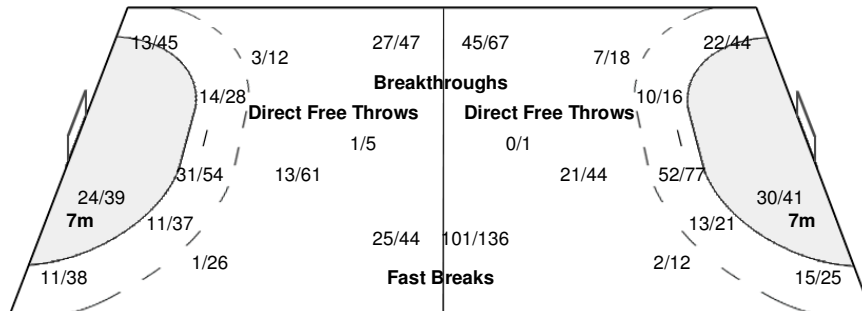 13/45 3/12 27/47 45/67 7/18 22/44
Breakthroughs
14/28 10/16
Direct Free Throws Direct Free Throws
1/5 0/1
31/54 13/61 21/44 52/77
24/39 30/41
7m 11/37 13/21 7m
25/44 101/136
11/38 1/26 2/12 15/25
Fast Breaks